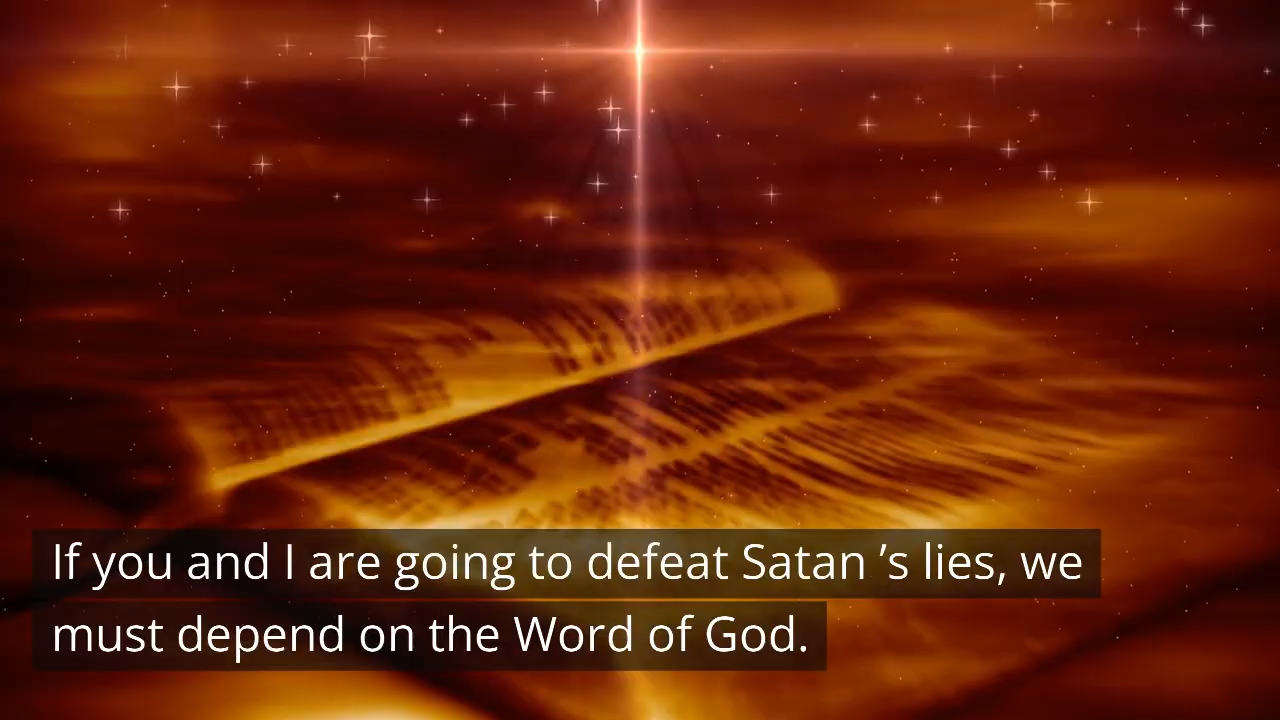 If you and I are going to defeat Satan ’s lies, we
must depend on the Word of God.